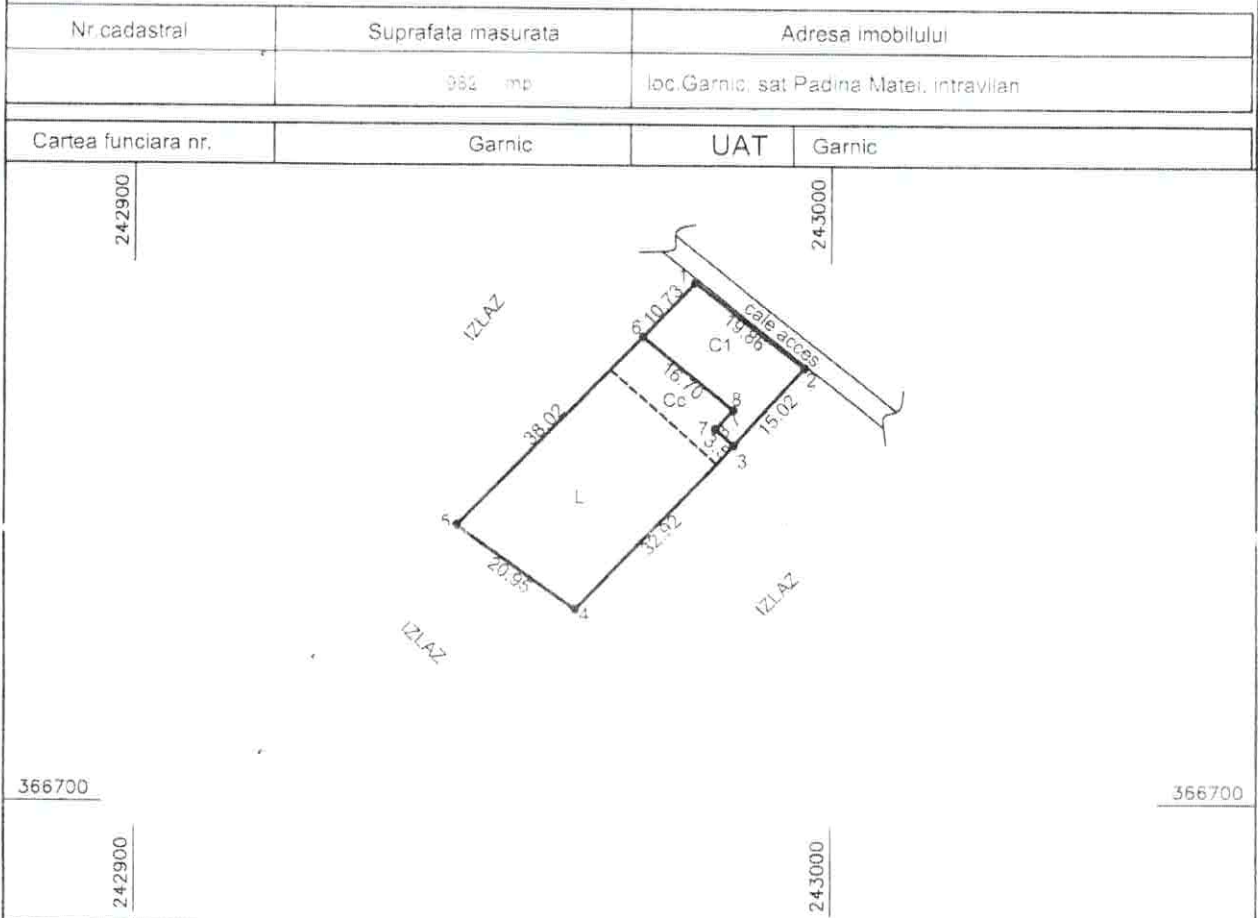 Nr.cadastral Suprafata masurata Adresa imobilului
982 mp loc.Garnic, sat Padina Matei, intravilan
Cartea funciara nr. Garnic UAT Garnic
242900 243000
IZLAZ
1
10.73
cale acces
19.86
6
C1
2
16.70
Cc
8
7
15.02
3
38.02
L
5
32.92
20.95
4
IZLAZ
IZLAZ
366700 366700
242900 243000